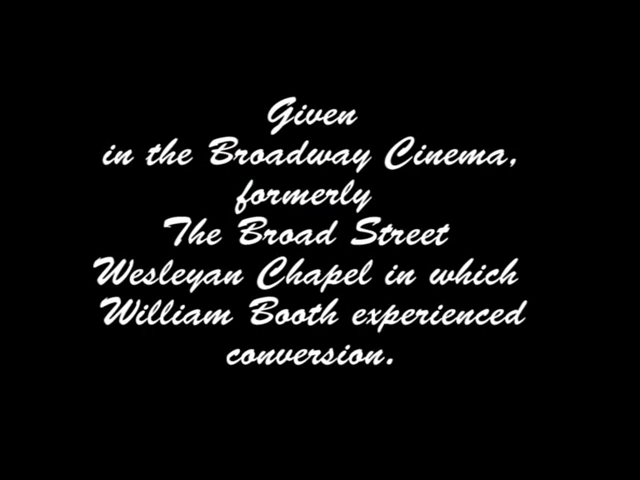 Given
in the Broadway Cinema,
formerly
The Broad Street
Wesleyan Chapel in which
William Booth experienced
conversion.